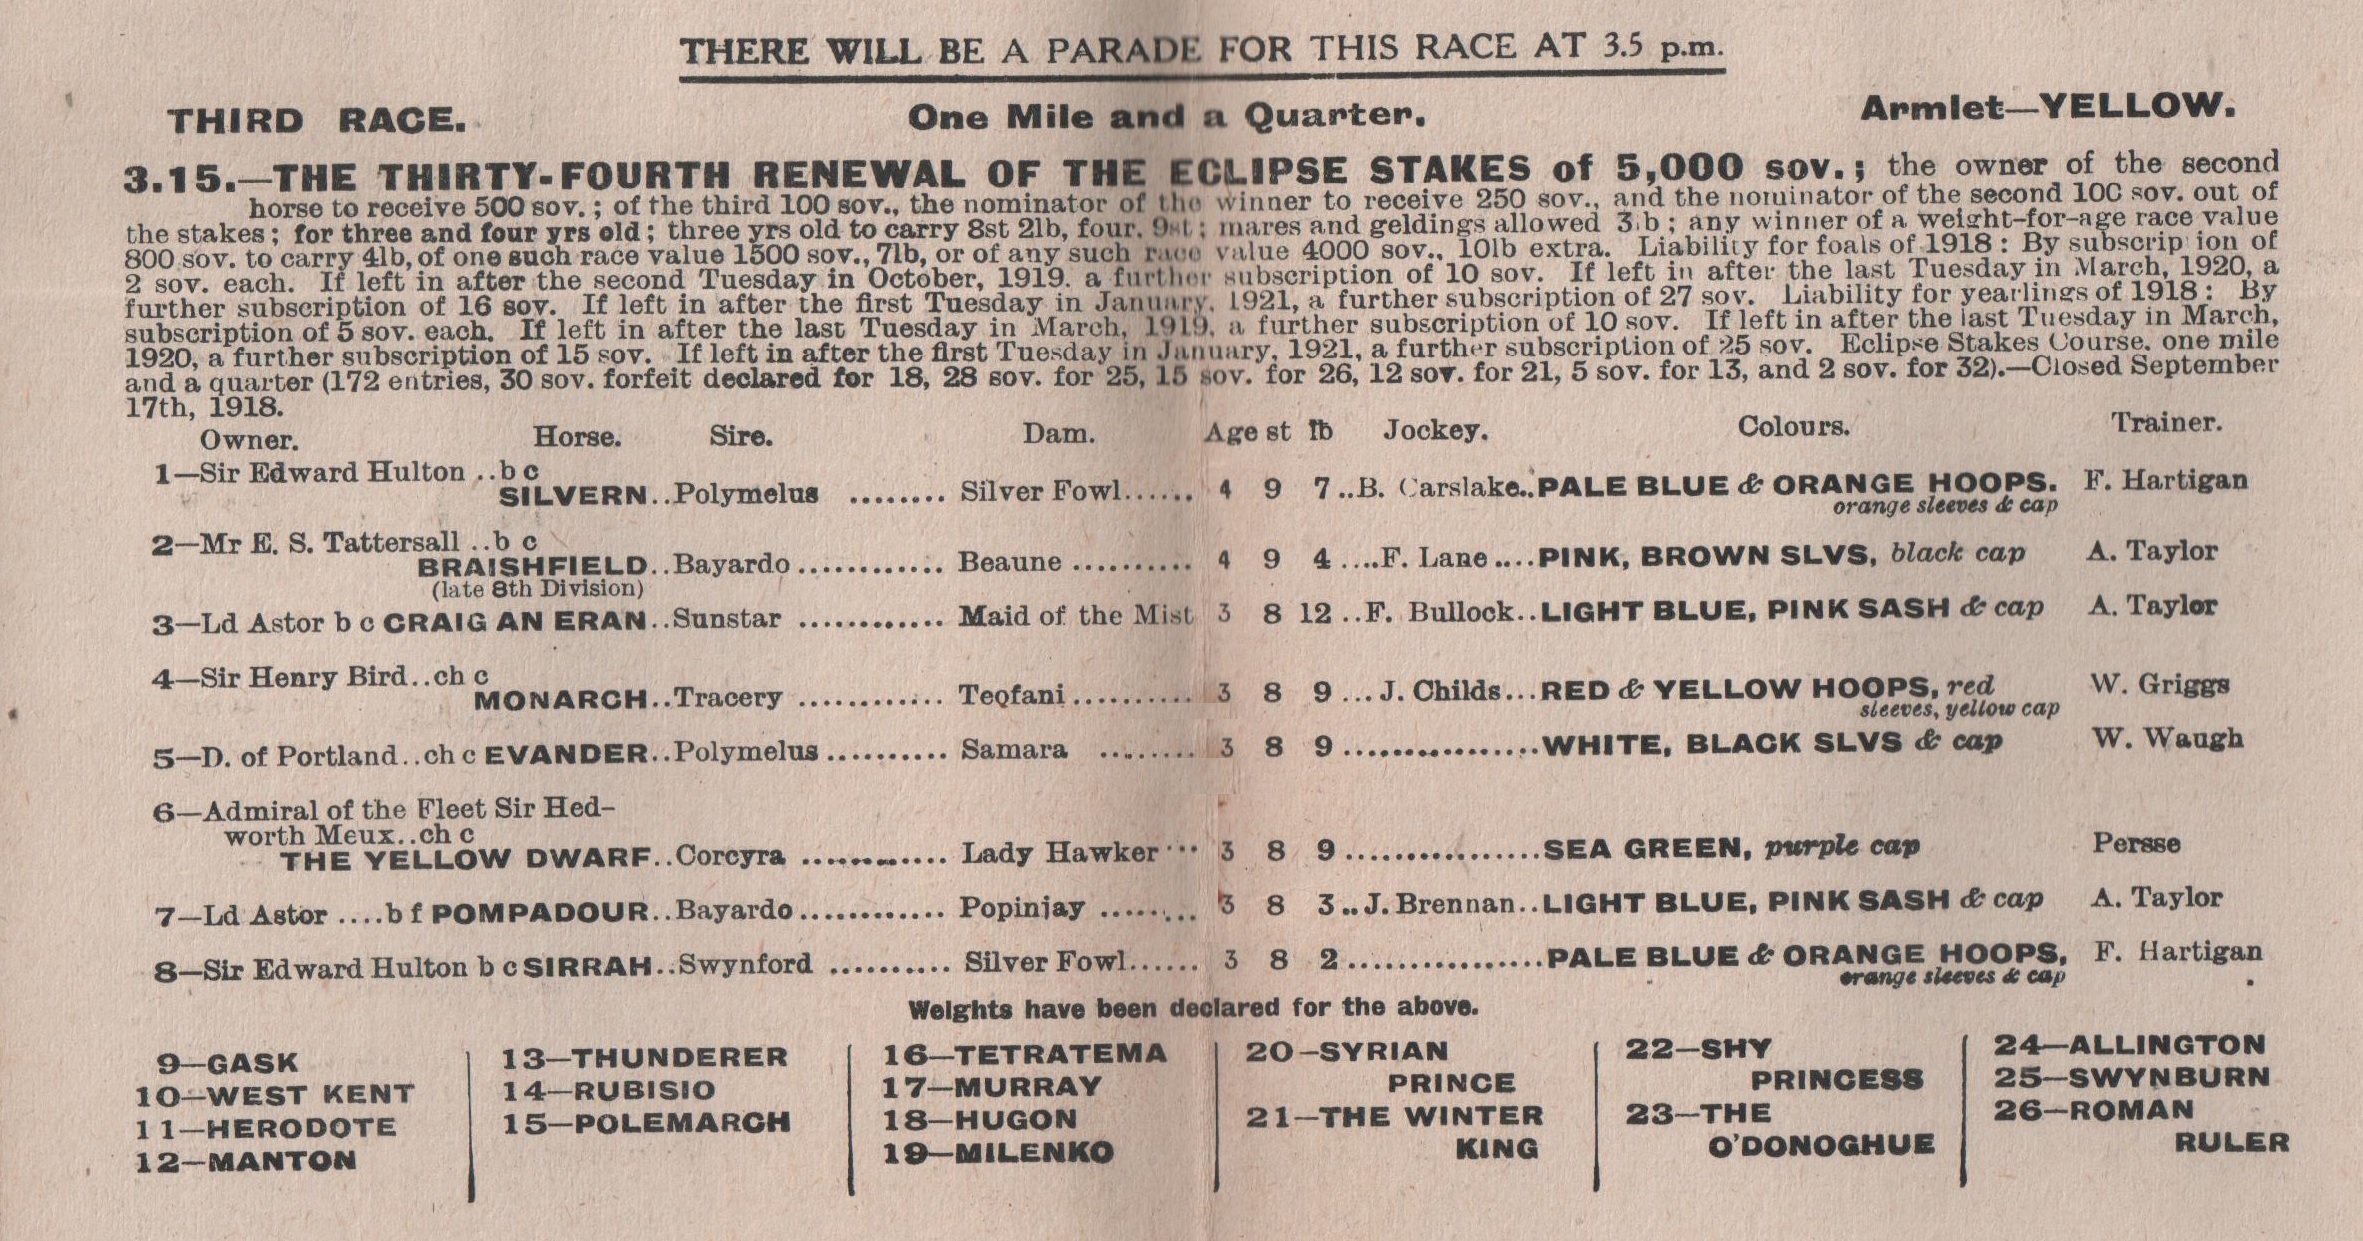 THERE WILL BE A PARADE FOR THIS RACE AT 3.5 p.m.
THIRD RACE. One Mile and a Quarter. Armlet—YELLOW.
3.15.—THE THIRTY-FOURTH RENEWAL OF THE ECLIPSE STAKES of 5,000 sov.; the owner of the second
horse to receive 500 sov.; of the third 100 sov., the nominator of the winner to receive 250 sov., and the nominator of the second 100 sov. out of
the stakes; for three and four yrs old; three yrs old to carry 8st 2lb, four, 9st; mares and geldings allowed 3lb; any winner of a weight-for-age race value
800 sov. to carry 4lb, of one such race value 1500 sov., 7lb, or of any such race value 4000 sov., 10lb extra. Liability for foals of 1918: By subscription of
2 sov. each. If left in after the second Tuesday in October, 1919. a further subscription of 10 sov. If left in after the last Tuesday in March, 1920, a
further subscription of 16 sov. If left in after the first Tuesday in January, 1921, a further subscription of 27 sov. Liability for yearlings of 1918: By
subscription of 5 sov. each. If left in after the last Tuesday in March, 1919, a further subscription of 10 sov. If left in after the last Tuesday in March,
1920, a further subscription of 15 sov. If left in after the first Tuesday in January, 1921, a further subscription of 25 sov. Eclipse Stakes Course, one mile
and a quarter (172 entries, 30 sov. forfeit declared for 18, 28 sov. for 25, 15 sov. for 26, 12 sov. for 21, 5 sov. for 13, and 2 sov. for 32).—Closed September
17th, 1918.
Owner. Horse. Sire. Dam. Age st lb Jockey. Colours. Trainer.
1—Sir Edward Hulton ..b c
SILVERN..Polymelus ........ Silver Fowl...... 4 9 7..B. Carslake..PALE BLUE & ORANGE HOOPS. F. Hartigan
orange sleeves & cap
2—Mr E. S. Tattersall ..b c
BRAISHFIELD..Bayardo ............ Beaune .......... 4 9 4 ....F. Lane ....PINK, BROWN SLVS, black cap A. Taylor
(late 8th Division)
3—Ld Astor b c CRAIG AN ERAN..Sunstar ............ Maid of the Mist 3 8 12 ..F. Bullock..LIGHT BLUE, PINK SASH & cap A. Taylor
4—Sir Henry Bird..ch c
MONARCH..Tracery ............ Teofani.......... 3 8 9 ...J. Childs...RED & YELLOW HOOPS, red W. Griggs
sleeves, yellow cap
5—D. of Portland..ch c EVANDER..Polymelus .......... Samara ........ 3 8 9 ................WHITE, BLACK SLVS & cap W. Waugh
6—Admiral of the Fleet Sir Hed-
worth Meux..ch c
THE YELLOW DWARF..Corcyra ............ Lady Hawker ... 3 8 9 ................SEA GREEN, purple cap Persse
7—Ld Astor ....b f POMPADOUR..Bayardo............ Popinjay ........ 3 8 3..J. Brennan..LIGHT BLUE, PINK SASH & cap A. Taylor
8—Sir Edward Hulton b c SIRRAH..Swynford .......... Silver Fowl...... 3 8 2 ................PALE BLUE & ORANGE HOOPS, F. Hartigan
orange sleeves & cap
Weights have been declared for the above.
9—GASK
10—WEST KENT
11—HERODOTE
12—MANTON
13—THUNDERER
14—RUBISIO
15—POLEMARCH
16—TETRATEMA
17—MURRAY
18—HUGON
19—MILENKO
20—SYRIAN
PRINCE
21—THE WINTER
KING
22—SHY
PRINCESS
23—THE
O'DONOGHUE
24—ALLINGTON
25—SWYNBURN
26—ROMAN
RULER